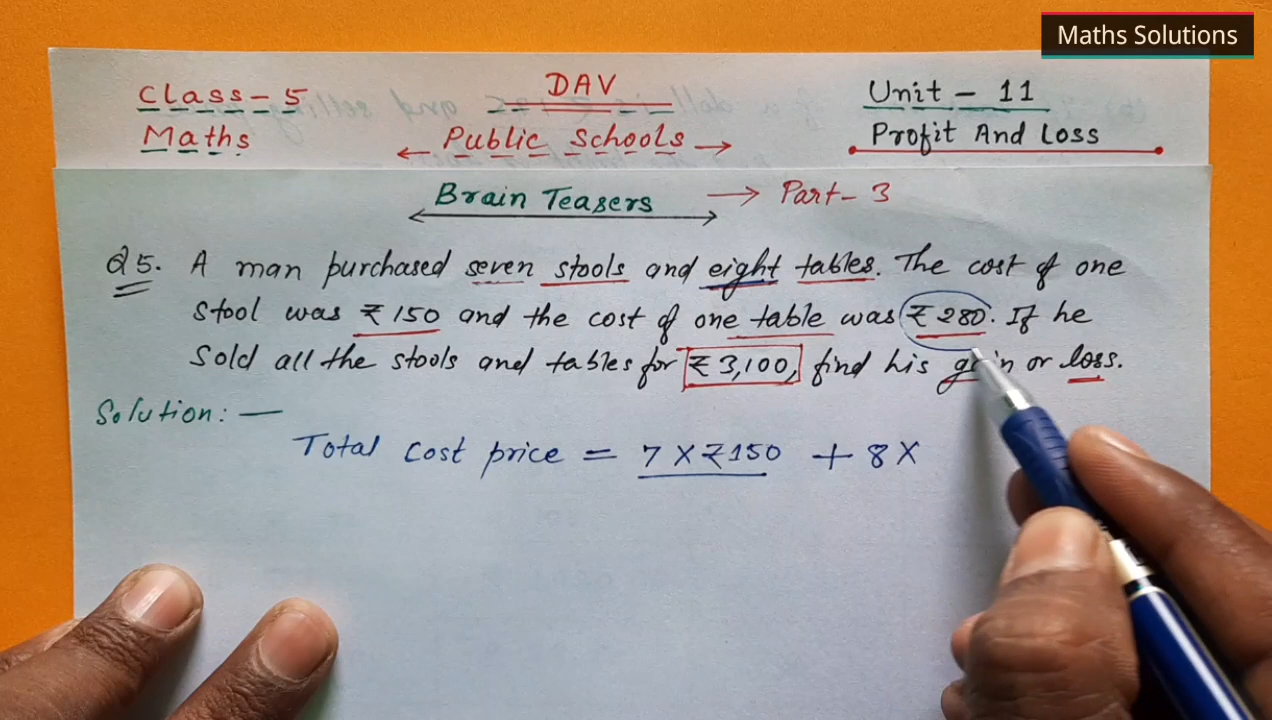 Maths Solutions
Class-5 DAV Unit - 11
Maths Public Schools Profit And Loss
Brain Teasers → Part-3
Q5. A man purchased seven stools and eight tables. The cost of one
stool was ₹150 and the cost of one table was ₹280. If he
sold all the stools and tables for ₹3,100, find his gain or loss.
Solution:—
Total cost price = 7 X ₹150 + 8 X